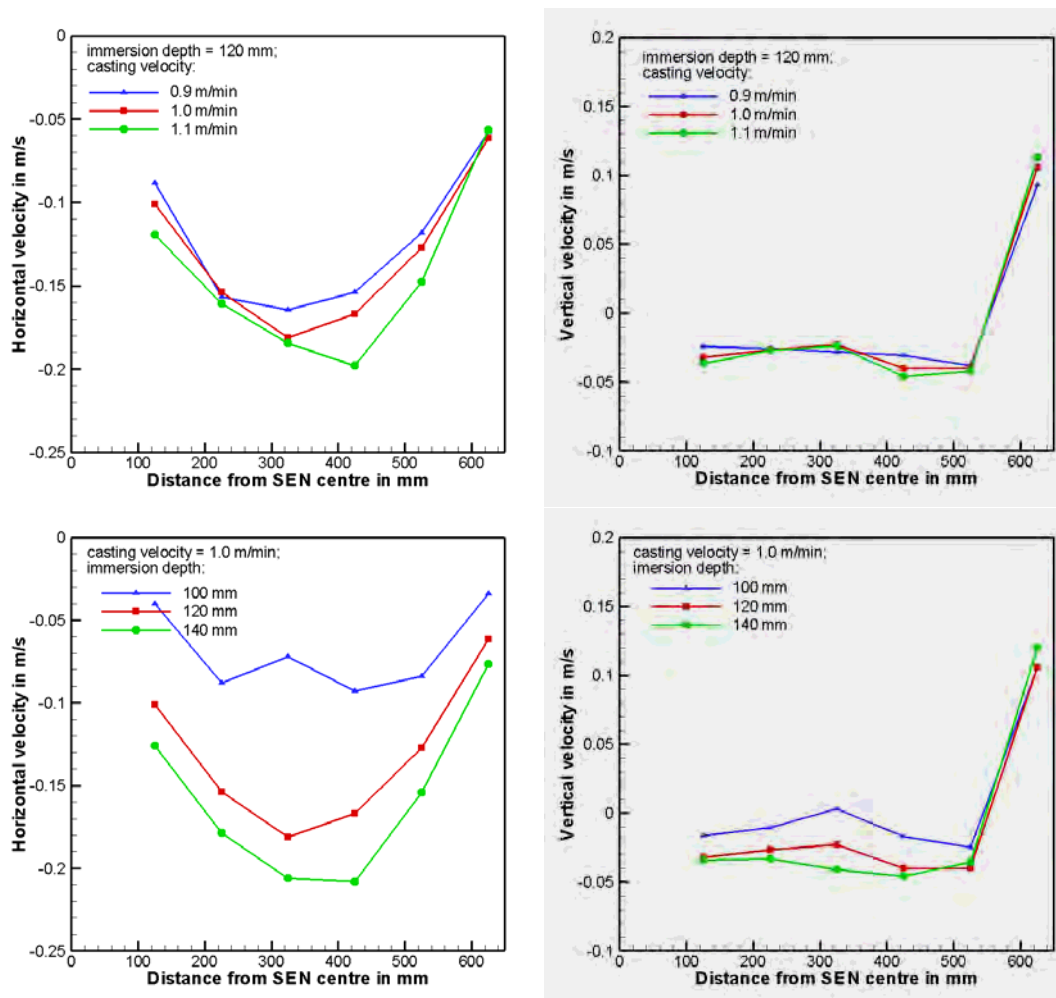 immersion depth = 120 mm;
casting velocity:
0.9 m/min
1.0 m/min
1.1 m/min
Horizontal velocity in m/s
0
-0.05
-0.1
-0.15
-0.2
-0.25
0 100 200 300 400 500 600
Distance from SEN centre in mm
immersion depth = 120 mm;
casting velocity:
0.9 m/min
1.0 m/min
1.1 m/min
Vertical velocity in m/s
0.2
0.15
0.1
0.05
0
-0.05
-0.1
0 100 200 300 400 500 600
Distance from SEN centre in mm
casting velocity = 1.0 m/min;
immersion depth:
100 mm
120 mm
140 mm
Horizontal velocity in m/s
0
-0.05
-0.1
-0.15
-0.2
-0.25
0 100 200 300 400 500 600
Distance from SEN centre in mm
casting velocity = 1.0 m/min;
imersion depth:
100 mm
120 mm
140 mm
Vertical velocity in m/s
0.2
0.15
0.1
0.05
0
-0.05
-0.1
0 100 200 300 400 500 600
Distance from SEN centre in mm